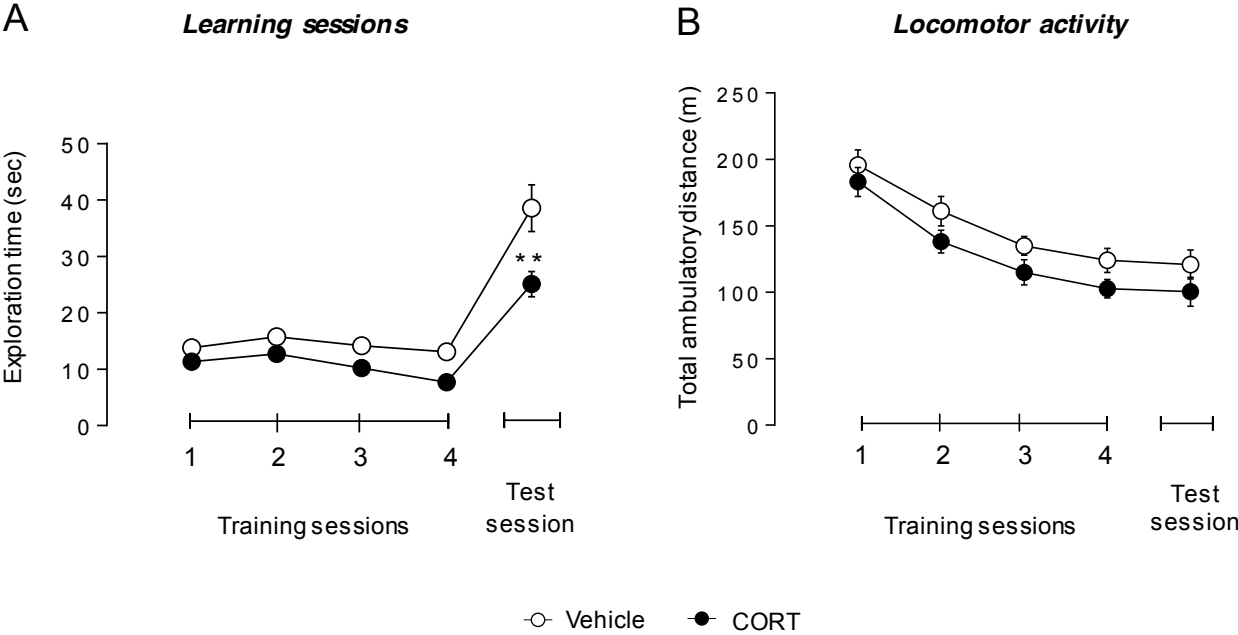 A
Learning sessions
Exploration time (sec)
50
40
30
20
10
0
1 2 3 4
Training sessions
Test
session
**
B
Locomotor activity
Total ambulatorydistance (m)
250
200
150
100
50
0
1 2 3 4
Training sessions
Test
session
Vehicle CORT